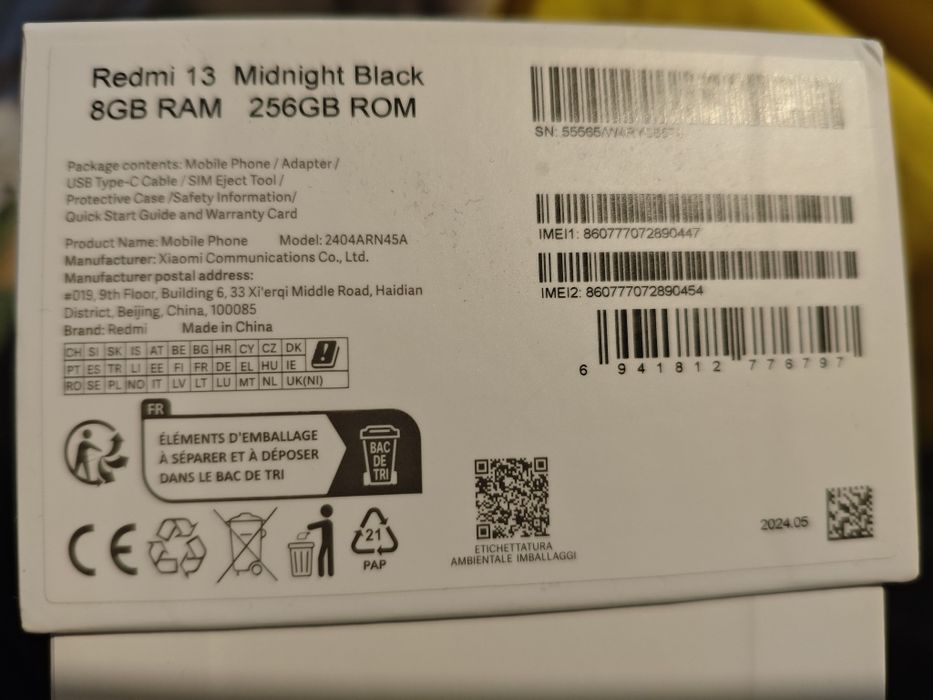 Redmi 13 Midnight Black
8GB RAM 256GB ROM
Package contents: Mobile Phone / Adapter /
USB Type-C Cable / SIM Eject Tool /
Protective Case /Safety Information/
Quick Start Guide and Warranty Card
Product Name: Mobile Phone Model: 2404ARN45A
Manufacturer: Xiaomi Communications Co., Ltd.
Manufacturer postal address:
#019, 9th Floor, Building 6, 33 Xi'erqi Middle Road, Haidian
District, Beijing, China, 100085
Brand: Redmi Made in China
CH SI SK IS AT BE BG HR CY CZ DK
PT ES TR LI EE FI FR DE EL HU IE
RO SE PL NO IT LV LT LU MT NL UK(NI)
FR
ÉLÉMENTS D'EMBALLAGE
À SÉPARER ET À DÉPOSER
DANS LE BAC DE TRI
BAC
DE
TRI
CE
21
PAP
SN:
IMEI1: 860777072890447
IMEI2: 860777072890454
6 941812 778797
ETICHETTATURA
AMBIENTALE IMBALLAGGI
2024.05